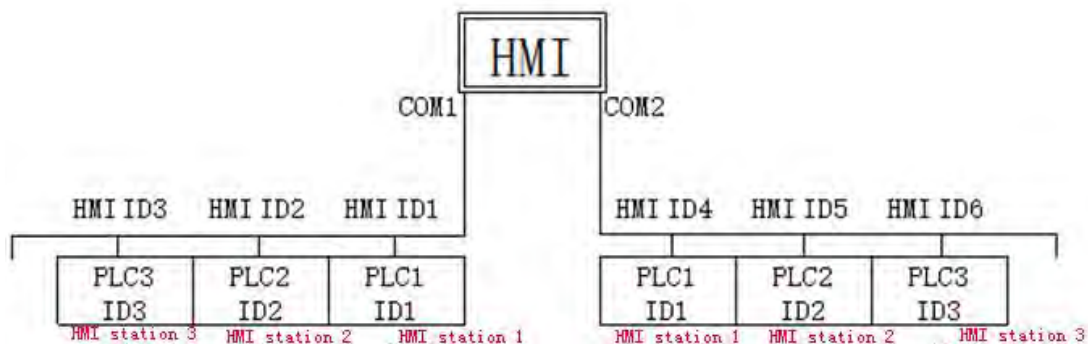 HMI
COM1 COM2
HMI ID3 HMI ID2 HMI ID1 HMI ID4 HMI ID5 HMI ID6
PLC3 PLC2 PLC1 PLC1 PLC2 PLC3
ID3 ID2 ID1 ID1 ID2 ID3
HMI station 3 HMI station 2 HMI station 1 HMI station 1 HMI station 2 HMI station 3